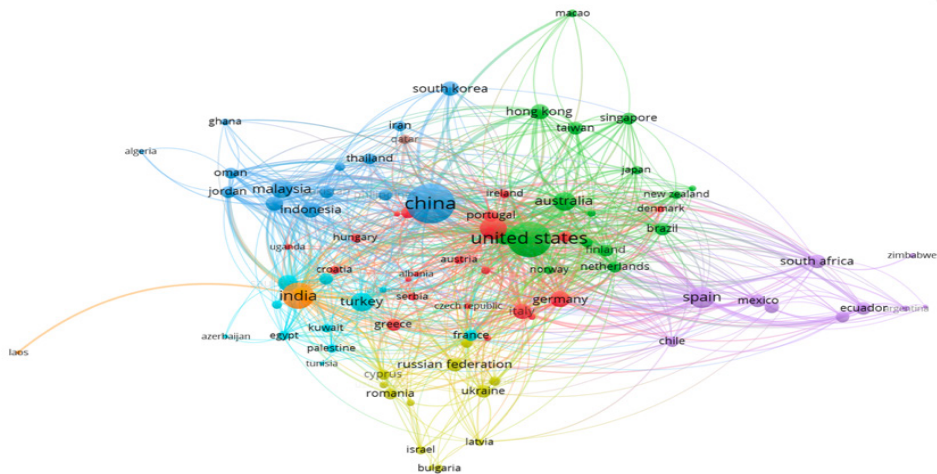 macao
south korea
hong kong
singapore
ghana
iran
taiwan
qatar
algeria
thailand
oman
japan
jordan
malaysia
ireland
new zealand
china
australia
indonesia
portugal
denmark
brazil
hungary
united states
uganda
finland
austria
south africa
zimbabwe
croatia
albania
norway
netherlands
india
turkey
serbia
czech republic
germany
spain
mexico
ecuador
argentina
italy
kuwait
greece
azerbaijan
egypt
france
chile
palestine
laos
tunisia
russian federation
cyprus
romania
ukraine
latvia
israel
bulgaria